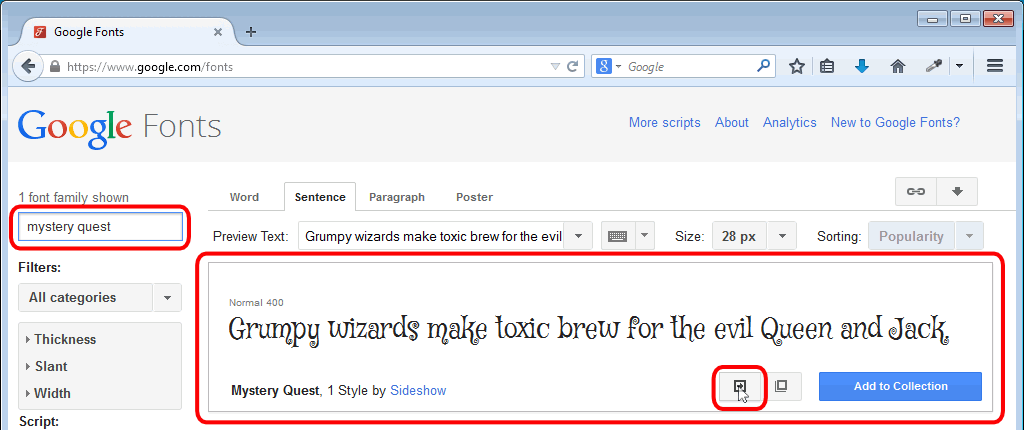 Google Fonts
https://www.google.com/fonts
Google
Google Fonts
More scripts About Analytics New to Google Fonts?
1 font family shown
mystery quest
Word Sentence Paragraph Poster
Preview Text: Grumpy wizards make toxic brew for the evil Size: 28 px Sorting: Popularity
Filters:
All categories
Thickness
Slant
Width
Script:
Normal 400
Grumpy wizards make toxic brew for the evil Queen and Jack.
Mystery Quest, 1 Style by Sideshow
Add to Collection